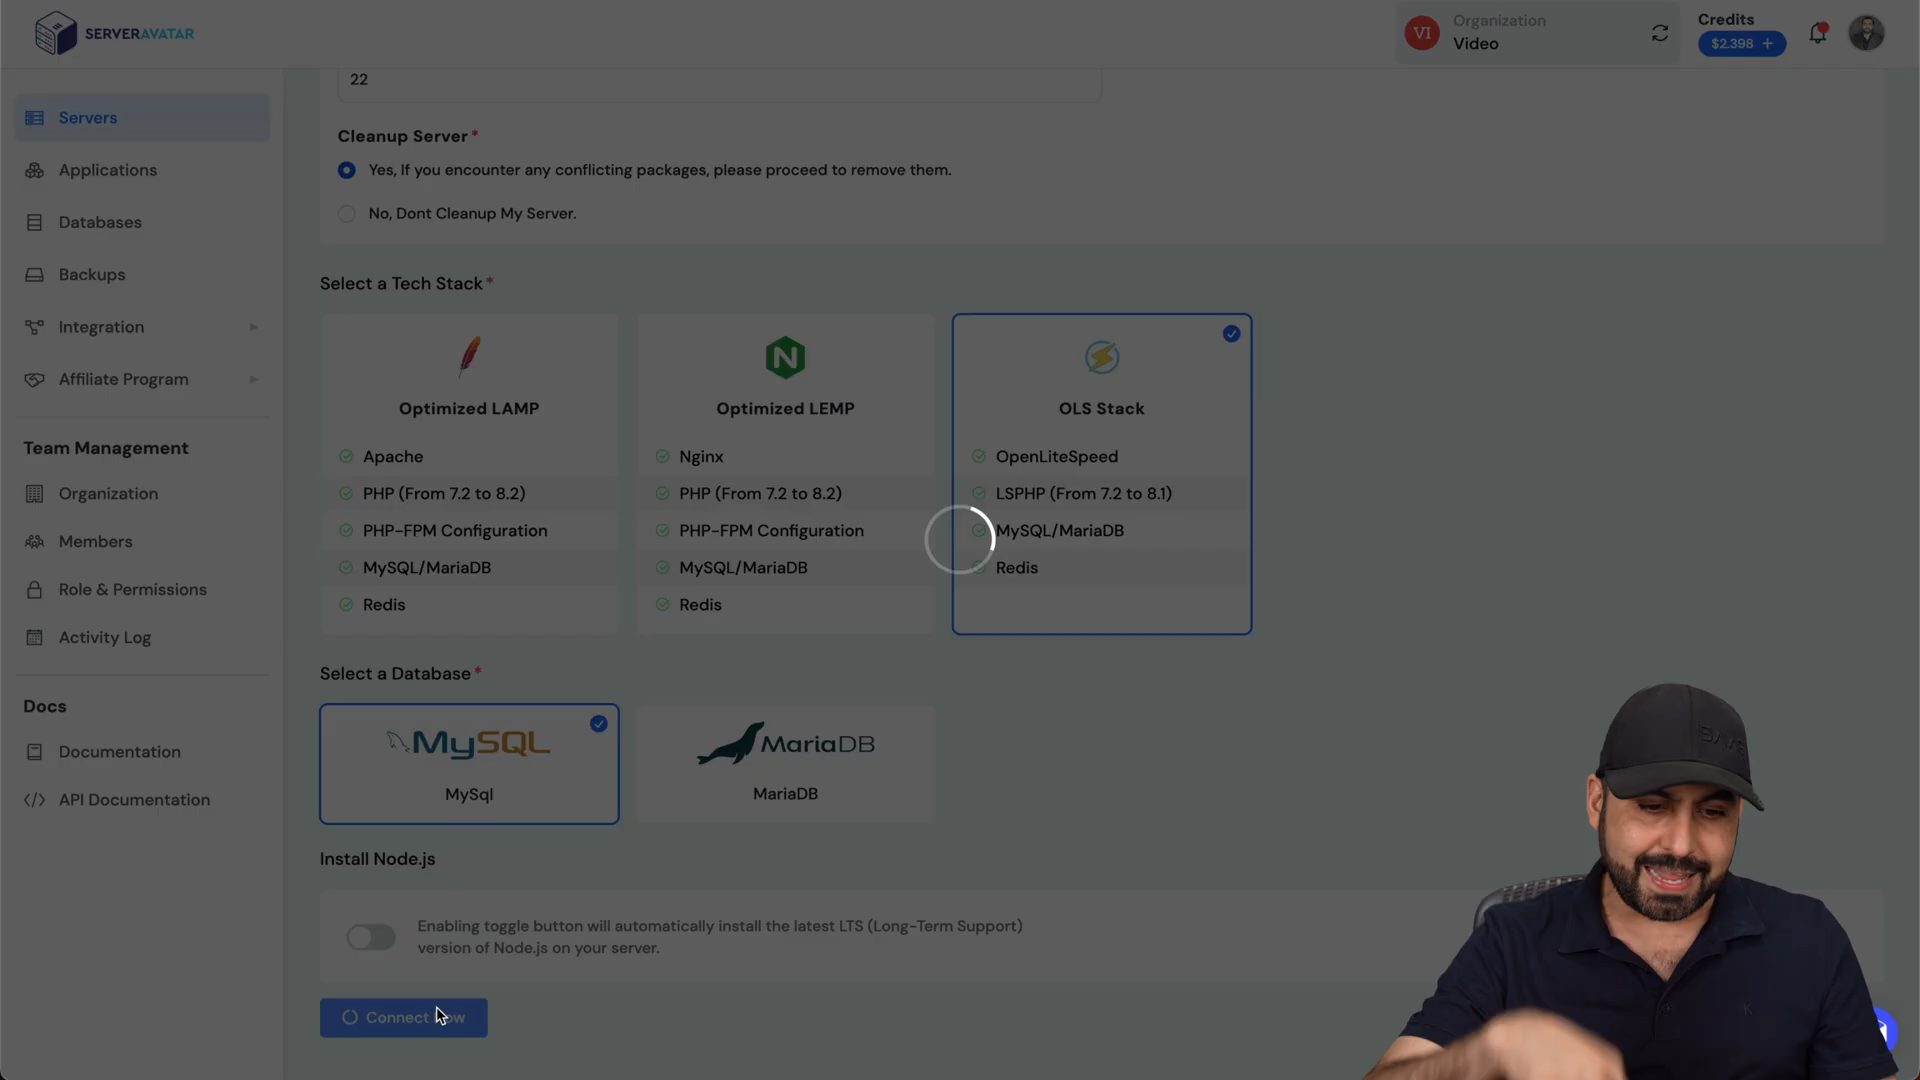 SERVERAVATAR
VI
Organization
Video
Credits
$2.398 +
Servers
Applications
Databases
Backups
Integration
Affiliate Program
Team Management
Organization
Members
Role & Permissions
Activity Log
Docs
Documentation
API Documentation
22
Cleanup Server*
Yes, If you encounter any conflicting packages, please proceed to remove them.
No, Dont Cleanup My Server.
Select a Tech Stack*
Optimized LAMP
Apache
PHP (From 7.2 to 8.2)
PHP-FPM Configuration
MySQL/MariaDB
Redis
Optimized LEMP
Nginx
PHP (From 7.2 to 8.2)
PHP-FPM Configuration
MySQL/MariaDB
Redis
OLS Stack
OpenLiteSpeed
LSPHP (From 7.2 to 8.1)
MySQL/MariaDB
Redis
Select a Database*
MySQL
MySql
MariaDB
MariaDB
Install Node.js
Enabling toggle button will automatically install the latest LTS (Long-Term Support)
version of Node.js on your server.
Connect Now